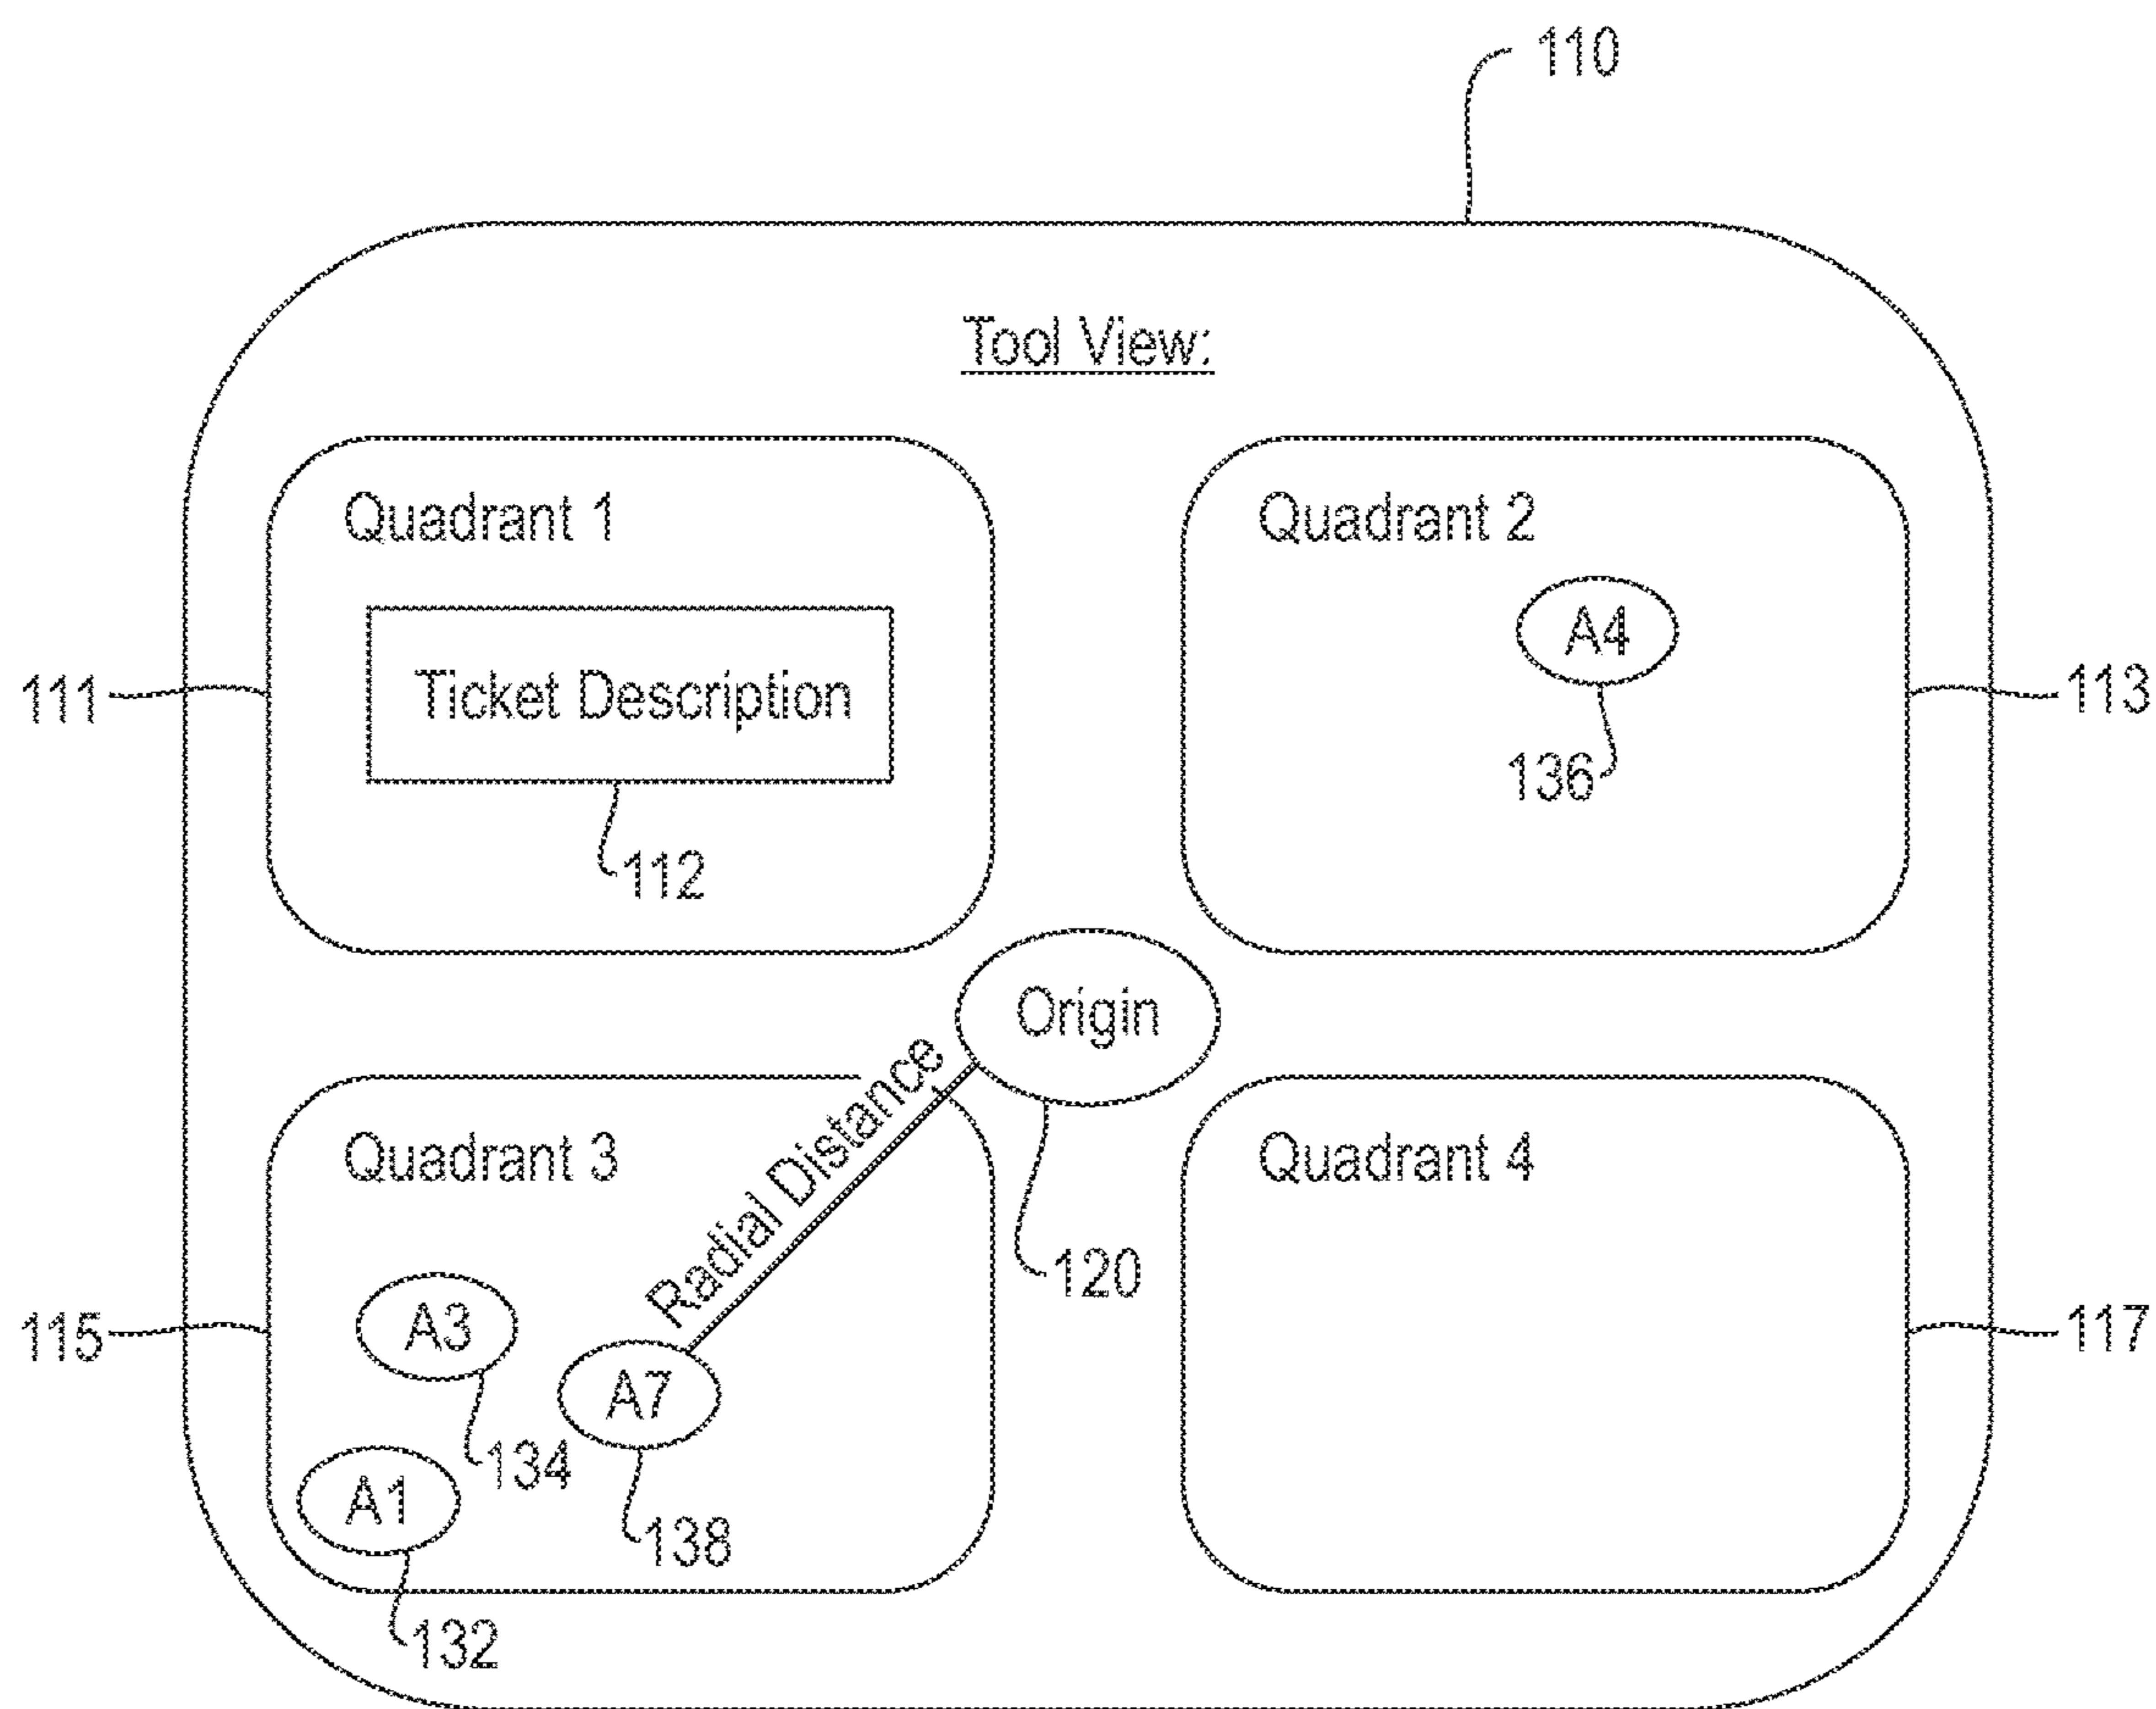 110
Tool View:
Quadrant 1
Quadrant 2
A4
Ticket Description
111
113
136
112
Origin
Radial Distance
Quadrant 3
Quadrant 4
120
A3
115
117
A7
134
A1
138
132